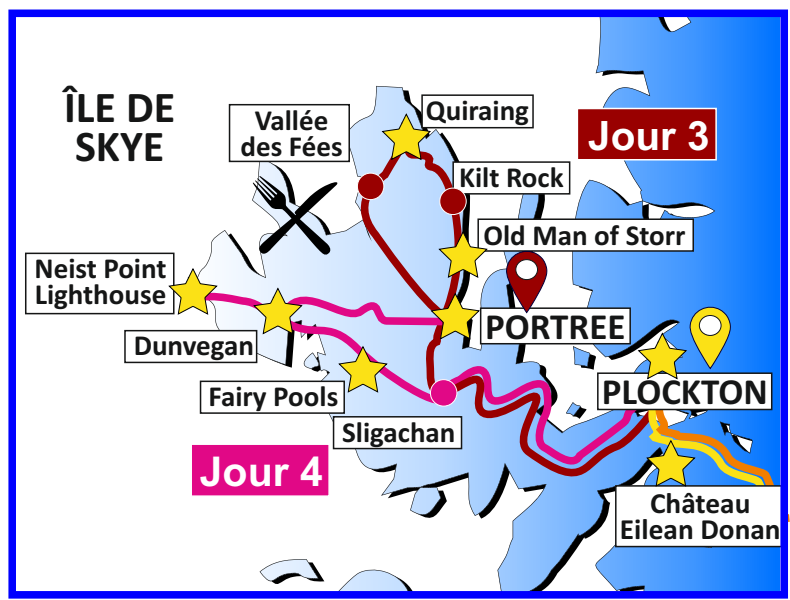 ÎLE DE
SKYE
Vallée
des Fées
Quiraing
Jour 3
Kilt Rock
Old Man of Storr
Neist Point
Lighthouse
PORTREE
Dunvegan
PLOCKTON
Fairy Pools
Sligachan
Jour 4
Château
Eilean Donan